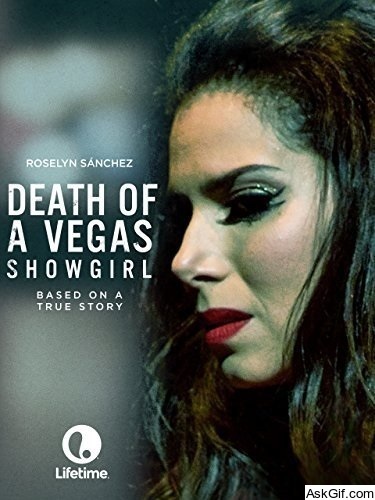 ROSELYN SÁNCHEZ
DEATH OF
A VEGAS
SHOWGIRL
BASED ON A
TRUE STORY
L
Lifetime.
AskGif.com